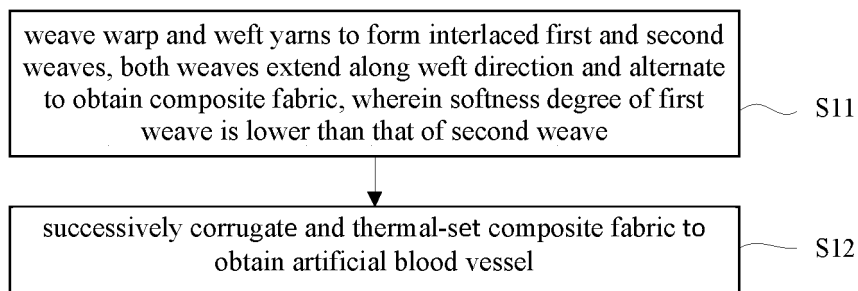 weave warp and weft yarns to form interlaced first and second
weaves, both weaves extend along weft direction and alternate
to obtain composite fabric, wherein softness degree of first
weave is lower than that of second weave
S11
successively corrugate and thermal-set composite fabric to
obtain artificial blood vessel
S12